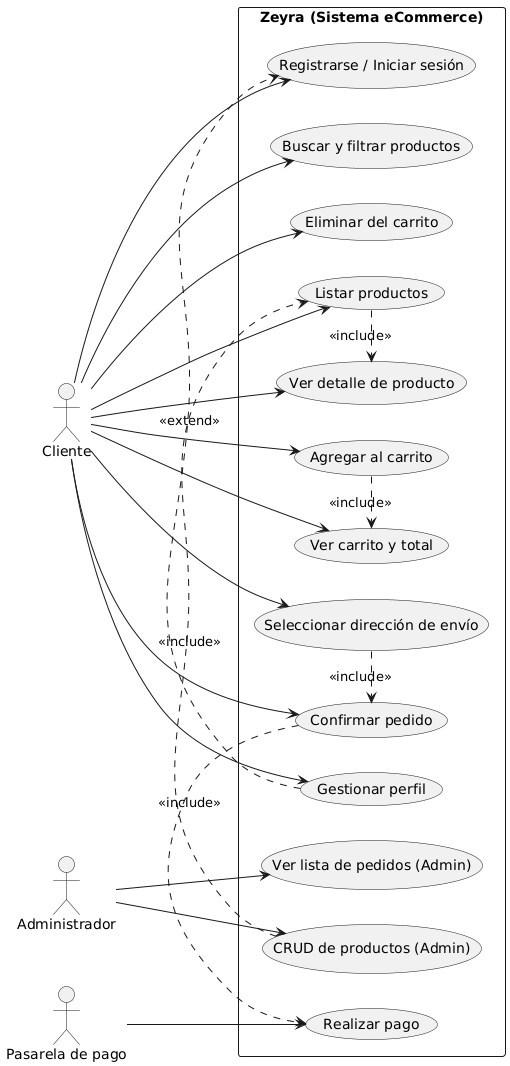 Zeyra (Sistema eCommerce)
Registrarse / Iniciar sesión
Buscar y filtrar productos
Eliminar del carrito
Listar productos
«include»
Ver detalle de producto
«extend»
Cliente
Agregar al carrito
«include»
Ver carrito y total
Seleccionar dirección de envío
«include»
«include»
Confirmar pedido
Gestionar perfil
«include»
Ver lista de pedidos (Admin)
Administrador
CRUD de productos (Admin)
Realizar pago
Pasarela de pago